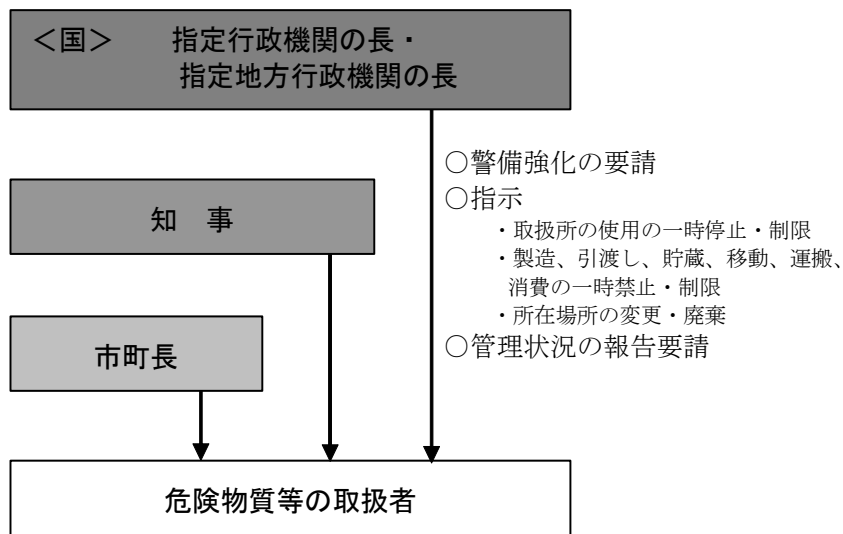 ＜国＞　指定行政機関の長・
指定地方行政機関の長
○警備強化の要請
○指示
・取扱所の使用の一時停止・制限
・製造、引渡し、貯蔵、移動、運搬、
消費の一時禁止・制限
・所在場所の変更・廃棄
○管理状況の報告要請
知　事
市町長
危険物質等の取扱者